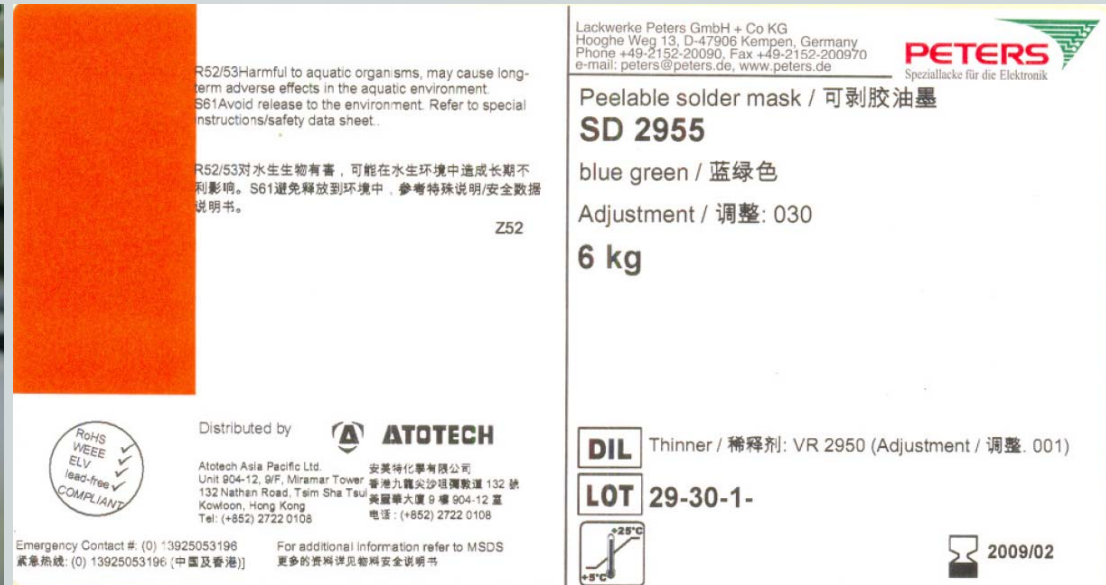 R52/53Harmful to aquatic organisms, may cause long-
term adverse effects in the aquatic environment.
S61Avoid release to the environment. Refer to special
instructions/safety data sheet..
R52/53对水生生物有害，可能在水生环境中造成长期不
利影响。S61避免释放到环境中．参考特殊说明/安全数据
说明书。
Z52
RoHS
WEEE
ELV
lead-free
COMPLIANT
Distributed by
ATOTECH
Atotech Asia Pacific Ltd.
Unit 904-12, 9/F, Miramar Tower
132 Nathan Road, Tsim Sha Tsui
Kowloon, Hong Kong
Tel: (+852) 2722 0108
安美特化學有限公司
香港九龍尖沙咀彌敦道 132 號
美麗華大廈 9 樓 904-12 室
电话 : (+852) 2722 0108
Emergency Contact #: (0) 13925053196
紧急热线: (0) 13925053196 (中国及香港)]
For additional information refer to MSDS
更多的资料详见物料安全说明书
Lackwerke Peters GmbH + Co KG
Hooghe Weg 13, D-47906 Kempen, Germany
Phone +49-2152-20090, Fax +49-2152-200970
e-mail: peters@peters.de, www.peters.de
PETERS
Speziallacke für die Elektronik
Peelable solder mask / 可剥胶油墨
SD 2955
blue green / 蓝绿色
Adjustment / 调整: 030
6 kg
DIL Thinner / 稀释剂: VR 2950 (Adjustment / 调整. 001)
LOT 29-30-1-
+25°C
+5°C
2009/02